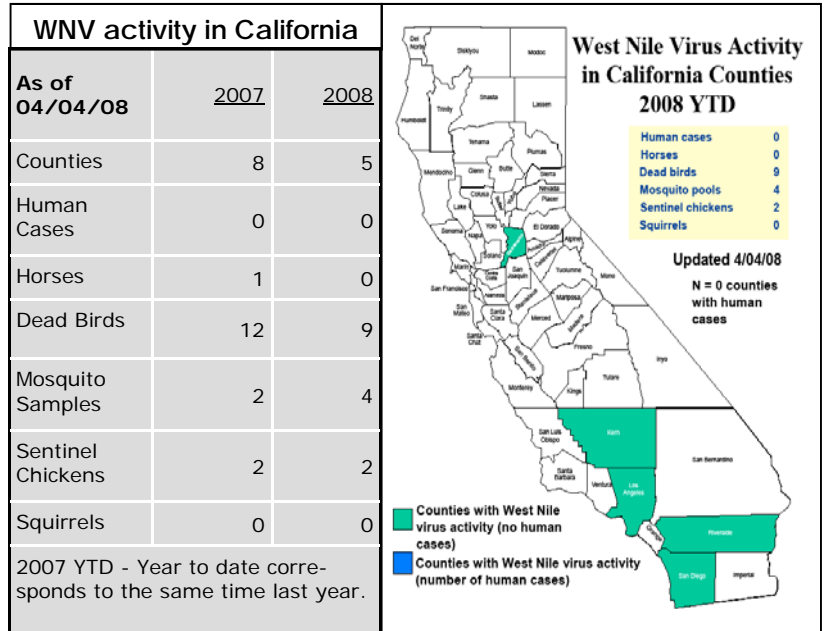 WNV activity in California
As of
04/04/08 2007 2008
Counties 8 5
Human
Cases 0 0
Horses 1 0
Dead Birds 12 9
Mosquito
Samples 2 4
Sentinel
Chickens 2 2
Squirrels 0 0
2007 YTD - Year to date corre-
sponds to the same time last year.
West Nile Virus Activity
in California Counties
2008 YTD
Human cases 0
Horses 0
Dead birds 9
Mosquito pools 4
Sentinel chickens 2
Squirrels 0
Updated 4/04/08
N = 0 counties
with human
cases
Del
Norte
Siskiyou
Modoc
Humboldt
Trinity
Shasta
Lassen
Tehama
Plumas
Mendocino
Glenn
Butte
Sierra
Nevada
Placer
Lake
Colusa
Sonoma
Napa
Yolo
El Dorado
Alpine
Solano
Marin
San Francisco
San
Joaquin
Tuolumne
Mono
San
Mateo
Santa
Clara
Santa
Cruz
Merced
Mariposa
Madera
Fresno
San Benito
Monterey
Kings
Tulare
Inyo
San Luis
Obispo
Kern
San Bernardino
Santa
Barbara
Ventura
Los
Angeles
Orange
Riverside
San Diego
Imperial
Counties with West Nile
virus activity (no human
cases)
Counties with West Nile virus activity
(number of human cases)